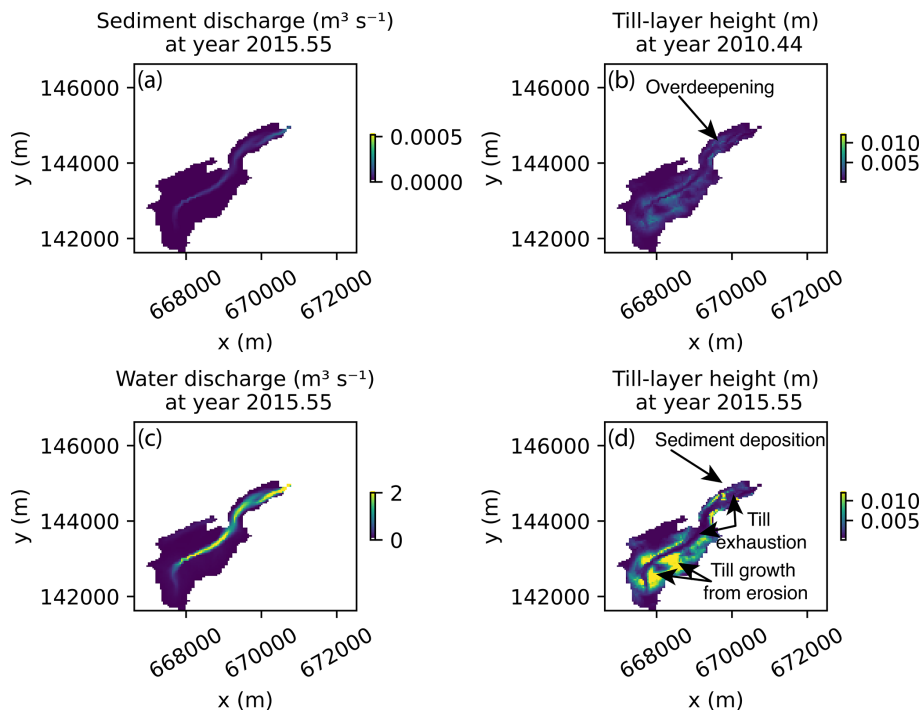 Sediment discharge (m³ s⁻¹)
at year 2015.55
(a)
146000
144000
142000
y (m)
668000
670000
672000
x (m)
0.0005
0.0000
Till-layer height (m)
at year 2010.44
(b)
Overdeepening
146000
144000
142000
y (m)
668000
670000
672000
x (m)
0.010
0.005
Water discharge (m³ s⁻¹)
at year 2015.55
(c)
146000
144000
142000
y (m)
668000
670000
672000
x (m)
2
0
Till-layer height (m)
at year 2015.55
(d)
Sediment deposition
Till
exhaustion
Till growth
from erosion
146000
144000
142000
y (m)
668000
670000
672000
x (m)
0.010
0.005